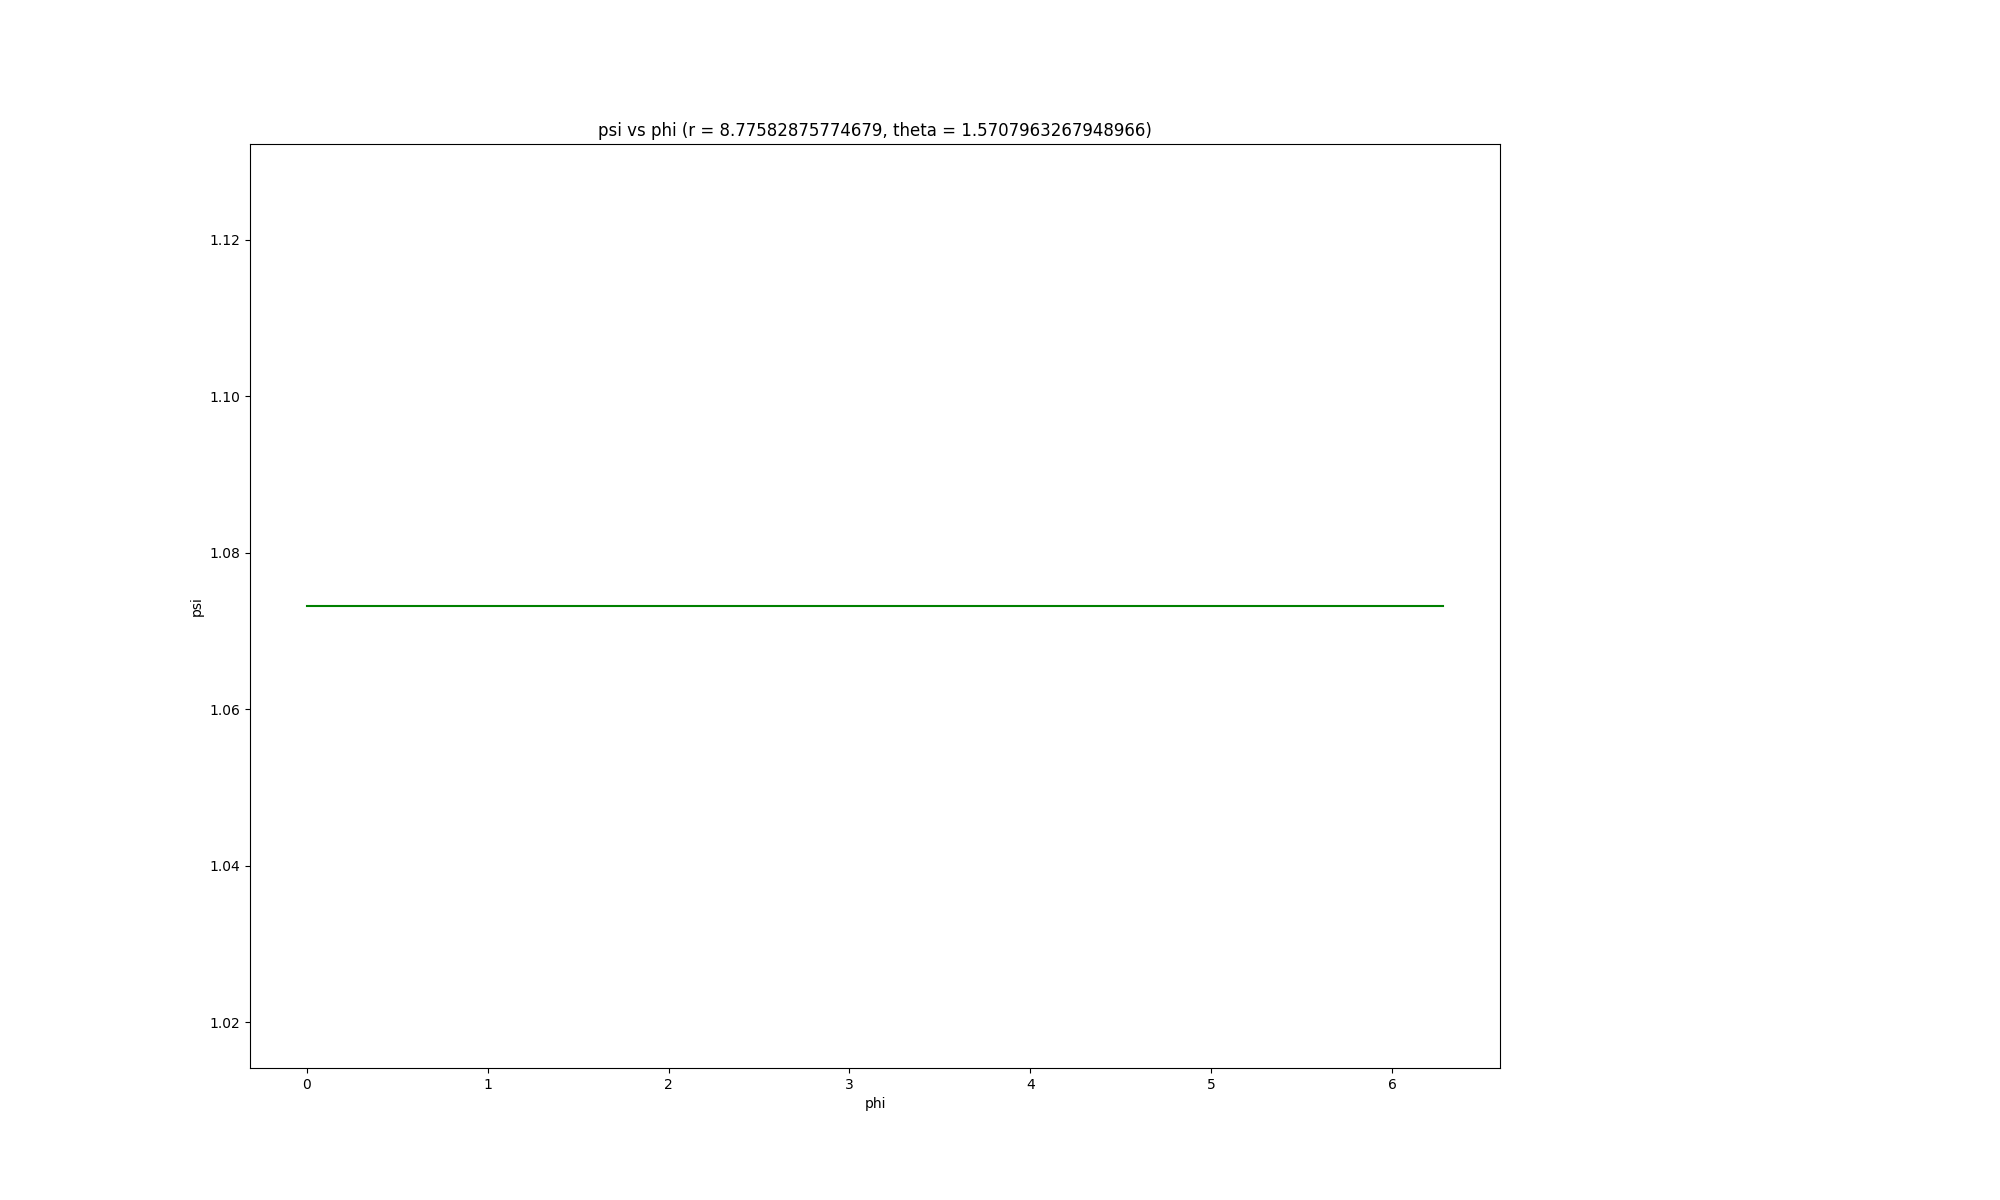 psi vs phi (r = 8.77582875774679, theta = 1.5707963267948966)
1.12
1.10
1.08
1.06
1.04
1.02
psi
0 1 2 3 4 5 6
phi